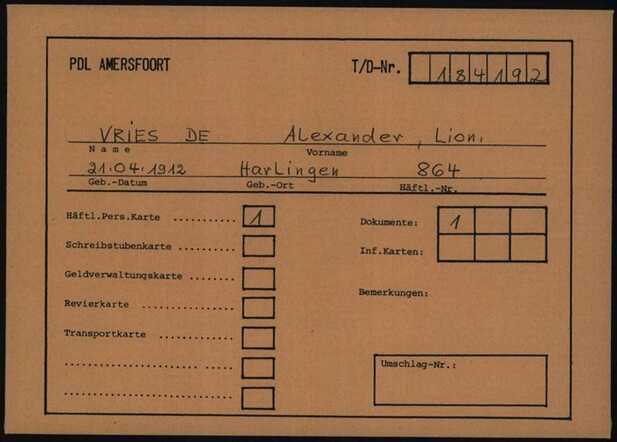 PDL AMERSFOORT T/D-Nr. 184192
VRIES DE Alexander, Lion.
Name Vorname
21.04.1912 Harlingen 864
Geb.-Datum Geb.-Ort Häftl.-Nr.
Häftl.Pers.Karte .......... 1 Dokumente: 1
Schreibstubenkarte ......
Inf.Karten:
Geldverwaltungskarte .....
Bemerkungen:
Revierkarte ..............
Transportkarte ...........
Umschlag-Nr.: